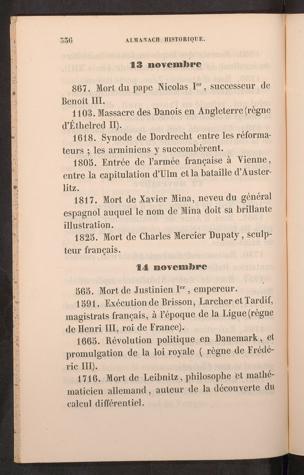 336
ALMANACH HISTORIQUE.
13 novembre
867. Mort du pape Nicolas Ier, successeur de
Benoît III.
1103. Massacre des Danois en Angleterre (règne
d'Éthelred II).
1618. Synode de Dordrecht entre les réforma-
teurs ; les arminiens y succombèrent.
1805. Entrée de l'armée française à Vienne,
entre la capitulation d'Ulm et la bataille d'Auster-
litz.
1817. Mort de Xavier Mina, neveu du général
espagnol auquel le nom de Mina doit sa brillante
illustration.
1825. Mort de Charles Mercier Dupaty, sculp-
teur français.
14 novembre
565. Mort de Justinien Ier, empereur.
1591. Exécution de Brisson, Larcher et Tardif,
magistrats français, à l'époque de la Ligue (règne
de Henri III, roi de France).
1665. Révolution politique en Danemark, et
promulgation de la loi royale ( règne de Frédé-
ric III).
1716. Mort de Leibnitz, philosophe et mathé-
maticien allemand, auteur de la découverte du
calcul différentiel.